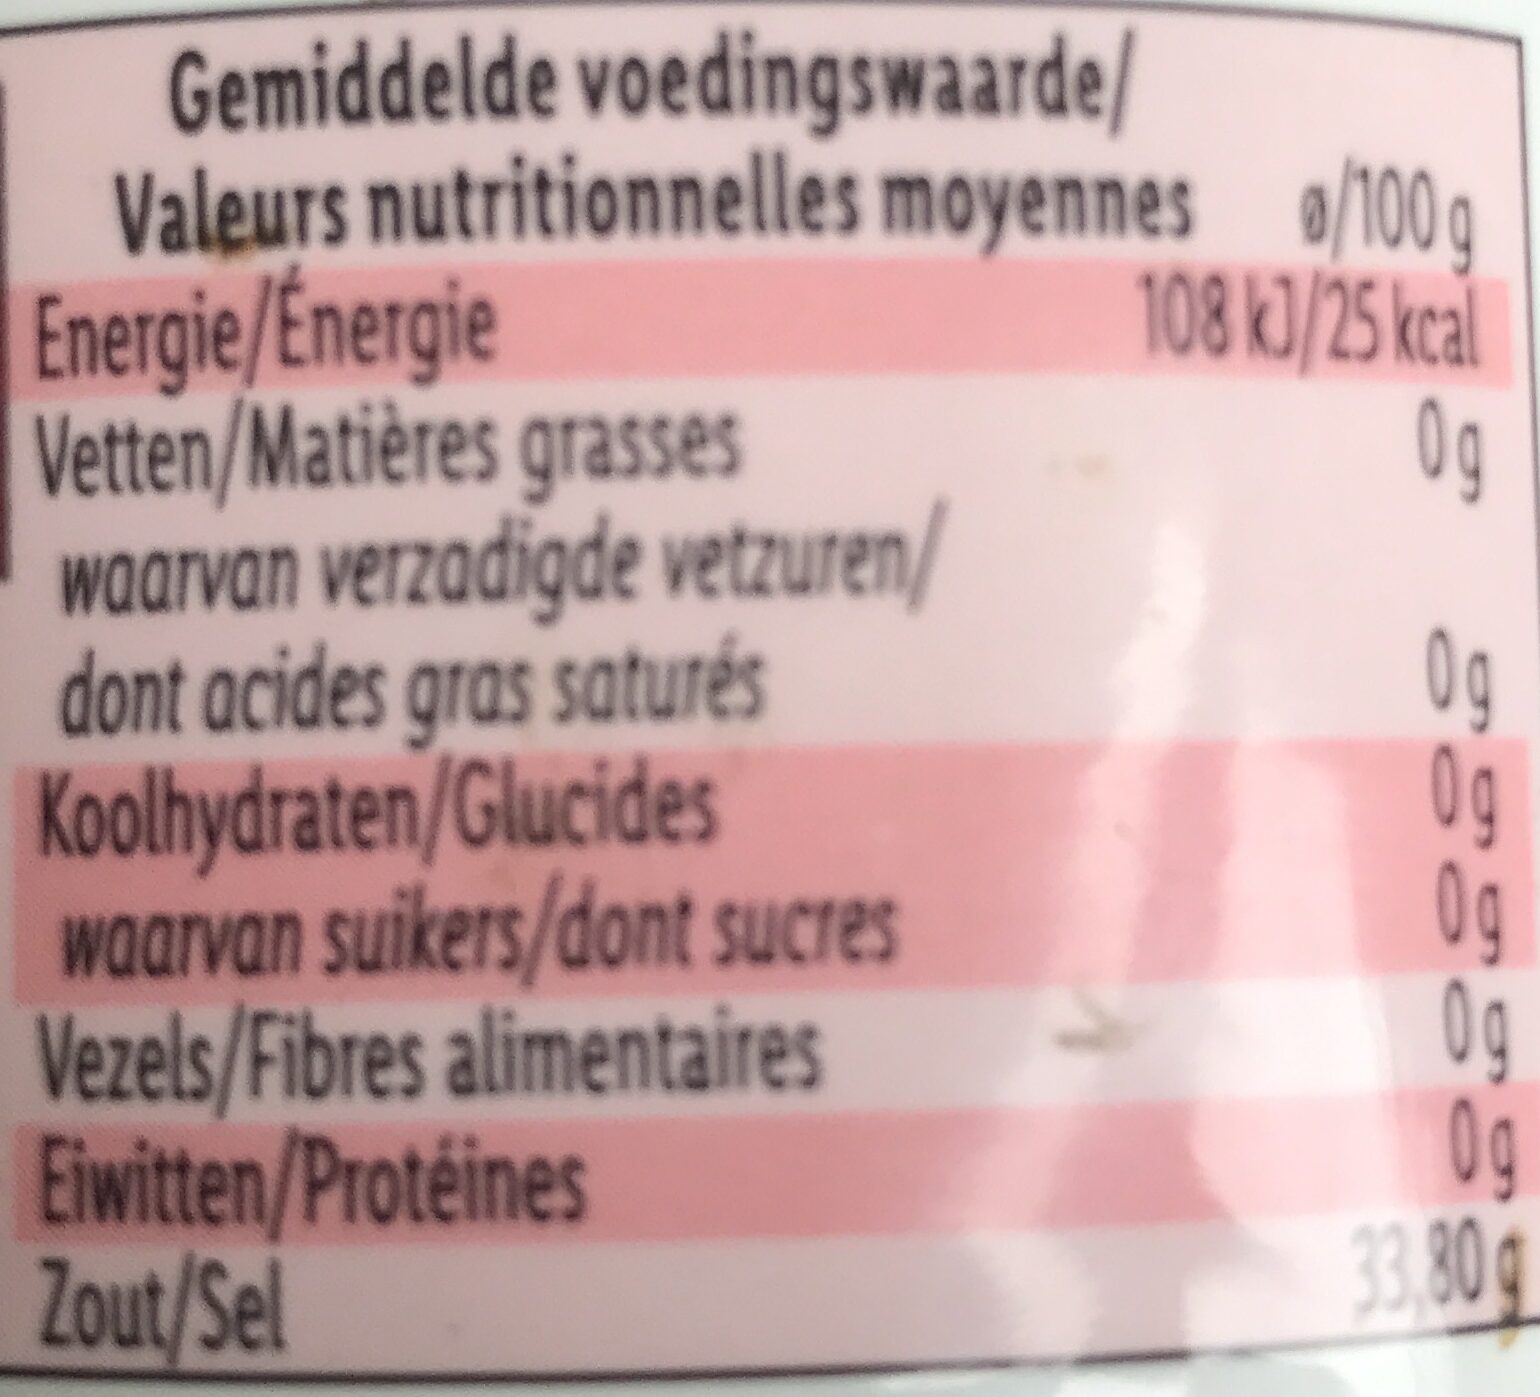 Gemiddelde voedingswaarde/
Valeurs nutritionnelles moyennes ø/100 g
Energie/Énergie 108 kJ/25 kcal
Vetten/Matières grasses 0 g
waarvan verzadigde vetzuren/
dont acides gras saturés 0 g
Koolhydraten/Glucides 0 g
waarvan suikers/dont sucres 0 g
Vezels/Fibres alimentaires 0 g
Eiwitten/Protéines 0 g
Zout/Sel 33,80 g